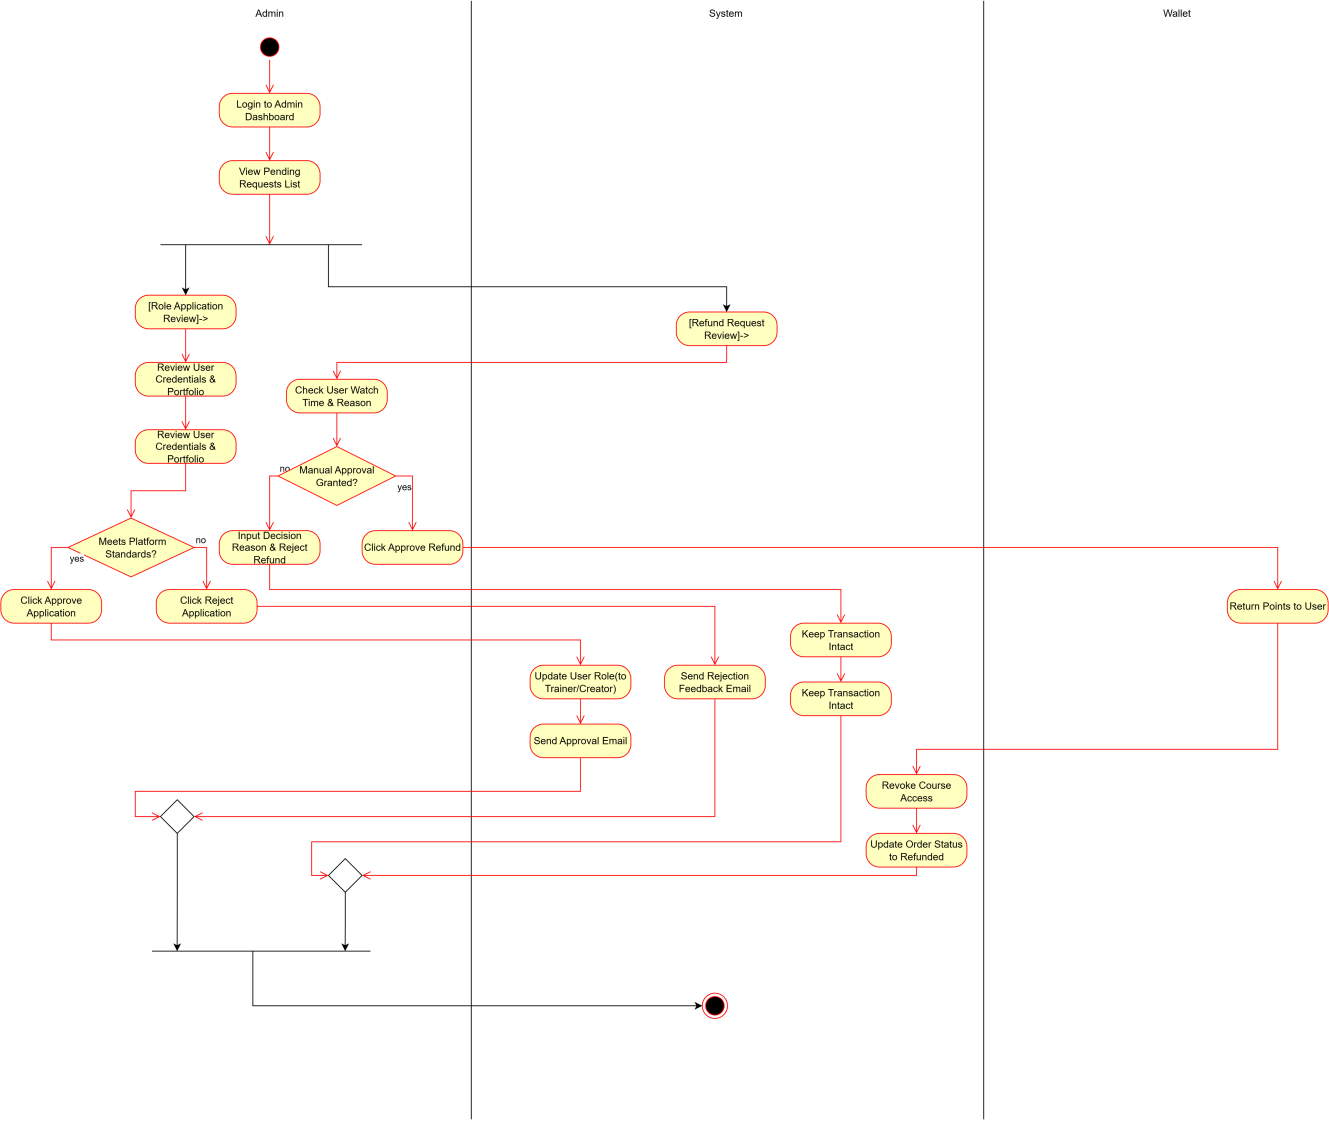 Admin
System
Wallet
Login to Admin
Dashboard
View Pending
Requests List
[Role Application
Review]->
[Refund Request
Review]->
Review User
Credentials &
Portfolio
Check User Watch
Time & Reason
Review User
Credentials &
Portfolio
no
Manual Approval
Granted?
yes
Meets Platform
Standards?
no
yes
Input Decision
Reason & Reject
Refund
Click Approve Refund
Click Approve
Application
Click Reject
Application
Return Points to User
Keep Transaction
Intact
Update User Role(to
Trainer/Creator)
Send Rejection
Feedback Email
Keep Transaction
Intact
Send Approval Email
Revoke Course
Access
Update Order Status
to Refunded